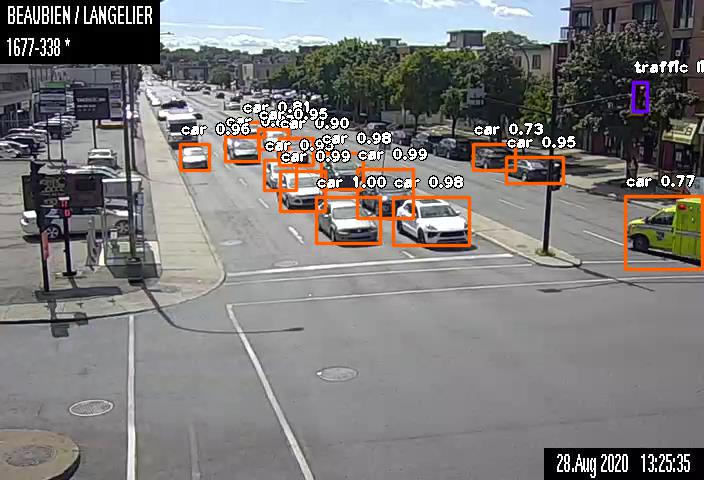 BEAUBIEN / LANGELIER
1677-338 *
traffic
car 0.81
car 0.96
car 0.90
car 0.98
car 0.99
car 0.99
car 1.00
car 0.98
car 0.73
car 0.95
car 0.77
28.Aug 2020 13:25:35